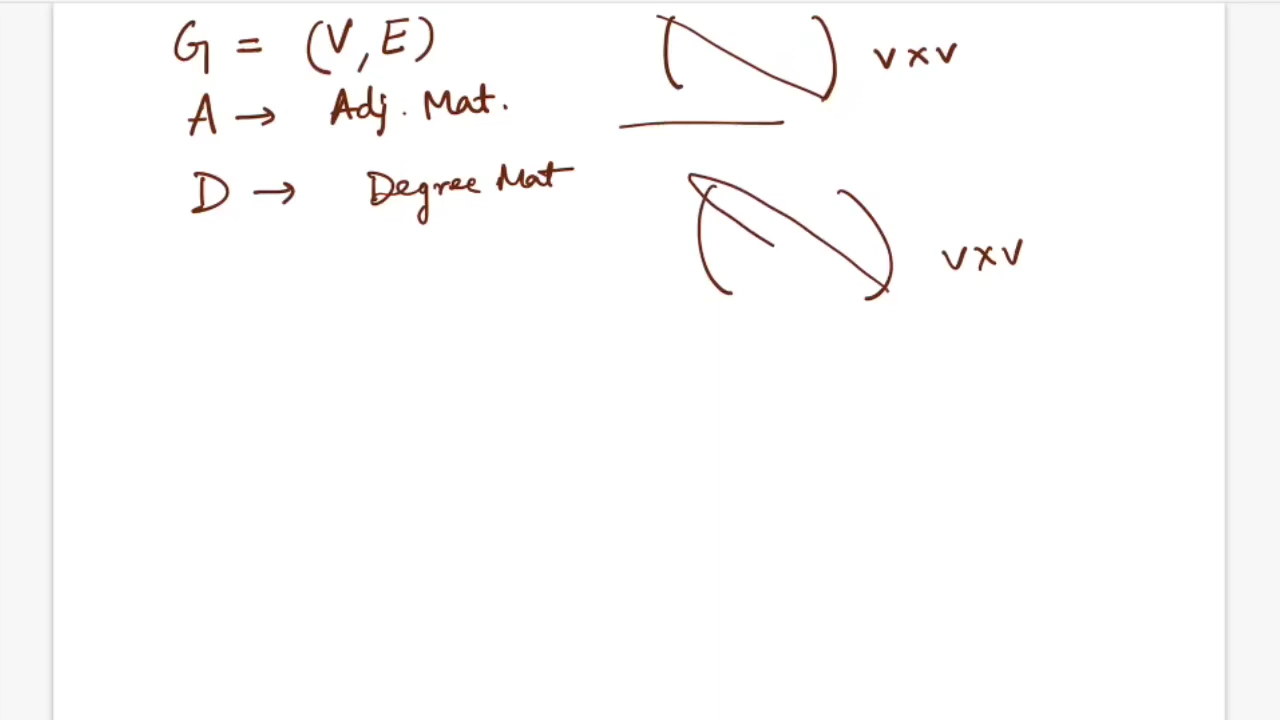 G = (V, E)
( ) v x v
A → Adj. Mat.
D → Degree Mat
( ) v x v